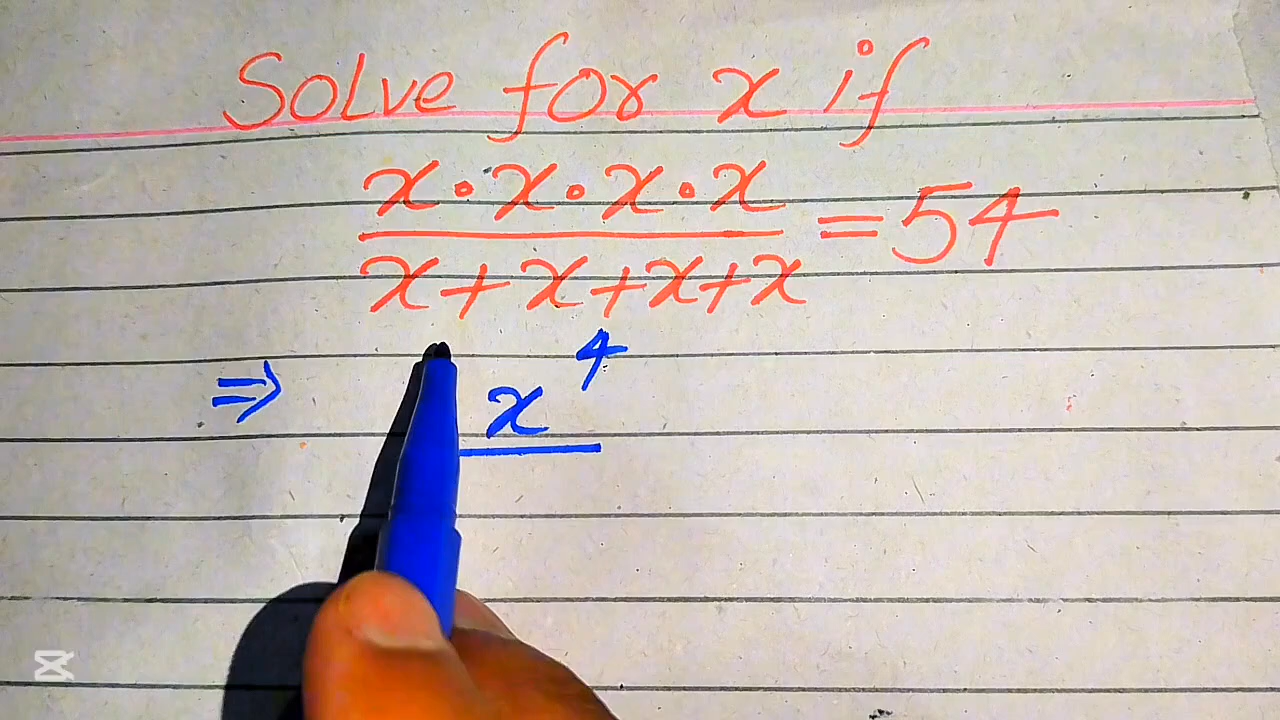 Solve for x if
x · x · x · x / x + x + x + x = 54
⇒ x⁴